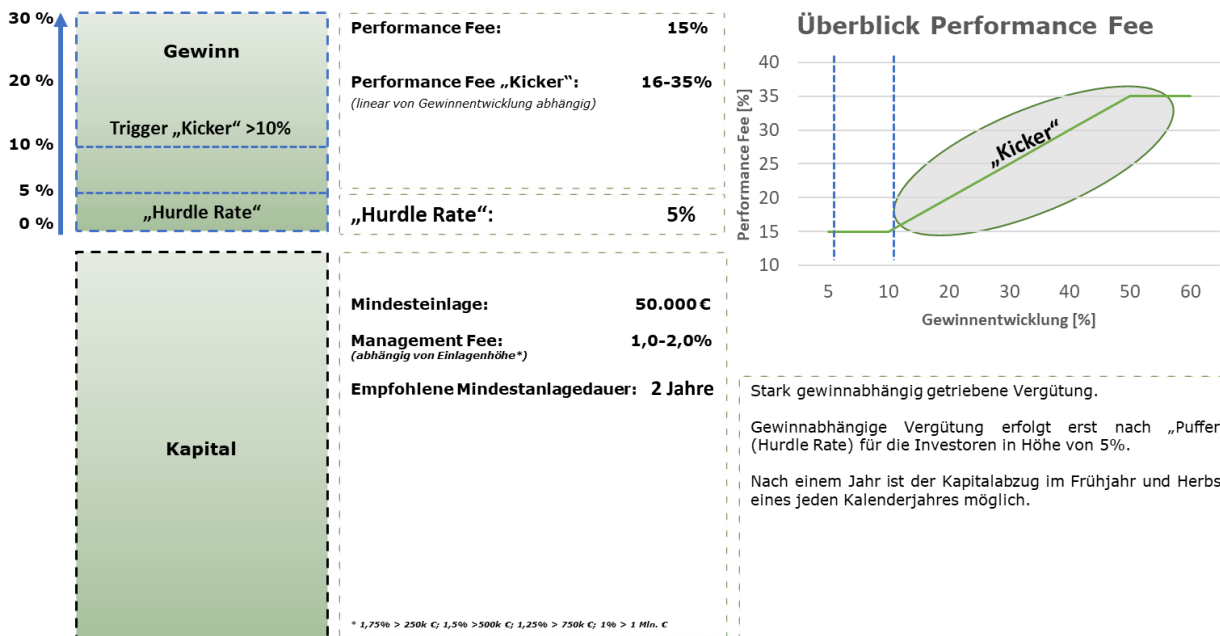 30 %
20 %
10 %
5 %
0 %
Gewinn
Trigger „Kicker“ >10%
„Hurdle Rate“
Kapital
Performance Fee: 15%
Performance Fee „Kicker“: 16-35%
(linear von Gewinnentwicklung abhängig)
„Hurdle Rate“: 5%
Mindesteinlage: 50.000 €
Management Fee: 1,0-2,0%
(abhängig von Einlagenhöhe*)
Empfohlene Mindestanlagedauer: 2 Jahre
* 1,75% > 250k €; 1,5% >500k €; 1,25% > 750k €; 1% > 1 Mln. €
Überblick Performance Fee
Performance Fee [%]
40
35
30
25
20
15
10
„Kicker“
5 10 20 30 40 50 60
Gewinnentwicklung [%]
Stark gewinnabhängig getriebene Vergütung.
Gewinnabhängige Vergütung erfolgt erst nach „Puffer
(Hurdle Rate) für die Investoren in Höhe von 5%.
Nach einem Jahr ist der Kapitalabzug im Frühjahr und Herbs
eines jeden Kalenderjahres möglich.